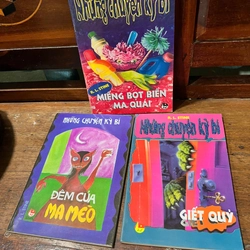 Những chuyện kỳ bí
R. L. STINE
MIẾNG BỌT BIỂN
MA QUÁI
NHỮNG CHUYỆN KỲ BÍ
ĐÊM CỦA
MA MÈO
R. L. STINE
Những chuyện kỳ bí
GIẾT QUỶ